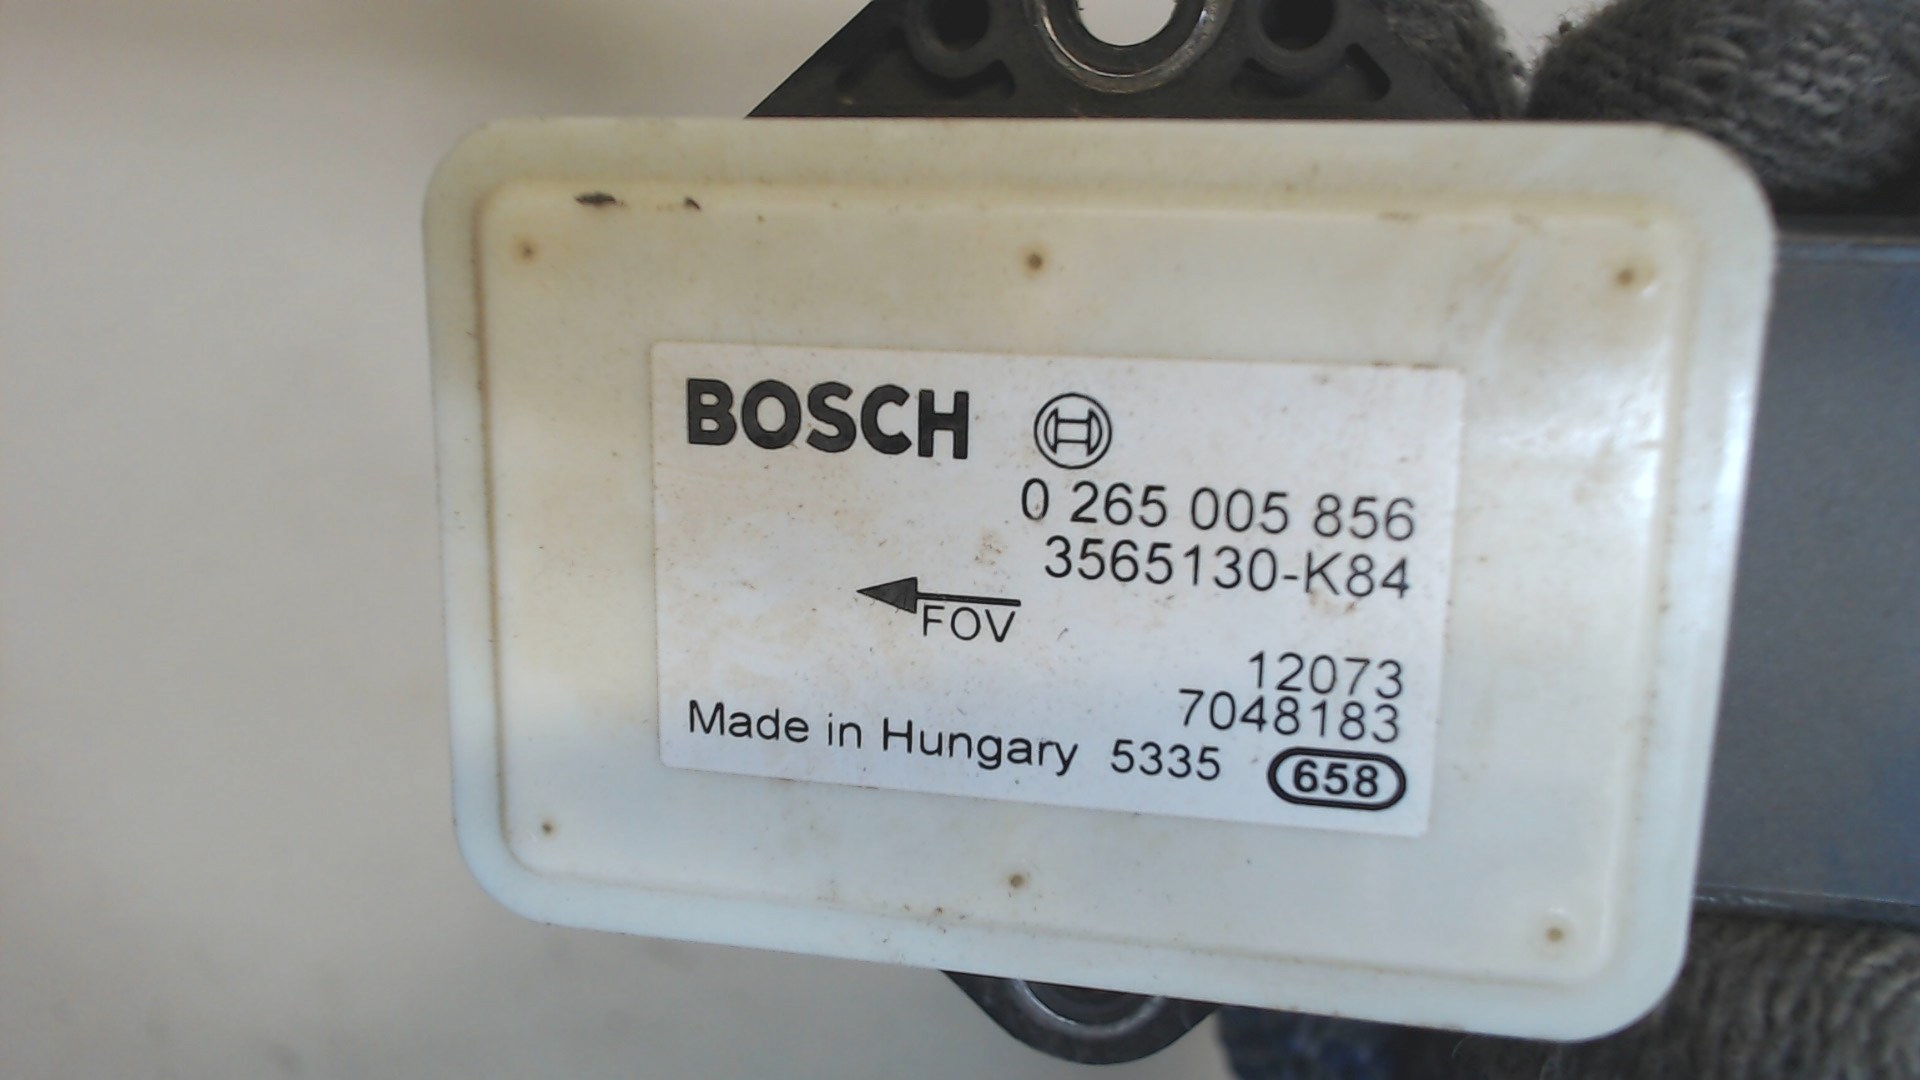 BOSCH
0 265 005 856
3565130-K84
FOV
12073
7048183
Made in Hungary 5335 658